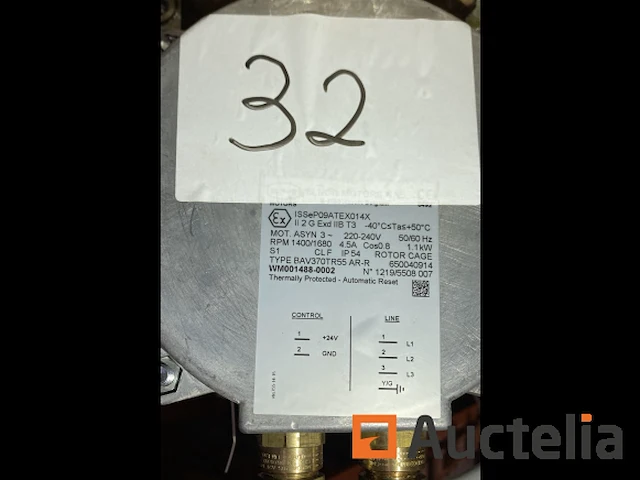 32
MOTORS
ISSeP09ATEX014X
II 2 G Exd IIB T3 -40°C≤Ta≤+50°C
MOT. ASYN 3 ~ 220-240V 50/60 Hz
RPM 1400/1680 4.5A Cos0.8 1.1kW
S1 CL F IP 54 ROTOR CAGE
TYPE BAV370TR55 AR-R 650040914
WM001488-0002 N° 1219/5508 007
Thermally Protected - Automatic Reset
CONTROL LINE
1 +24V 1 L1
2 GND 2 L2
3 L3
Y/G
Auctelia